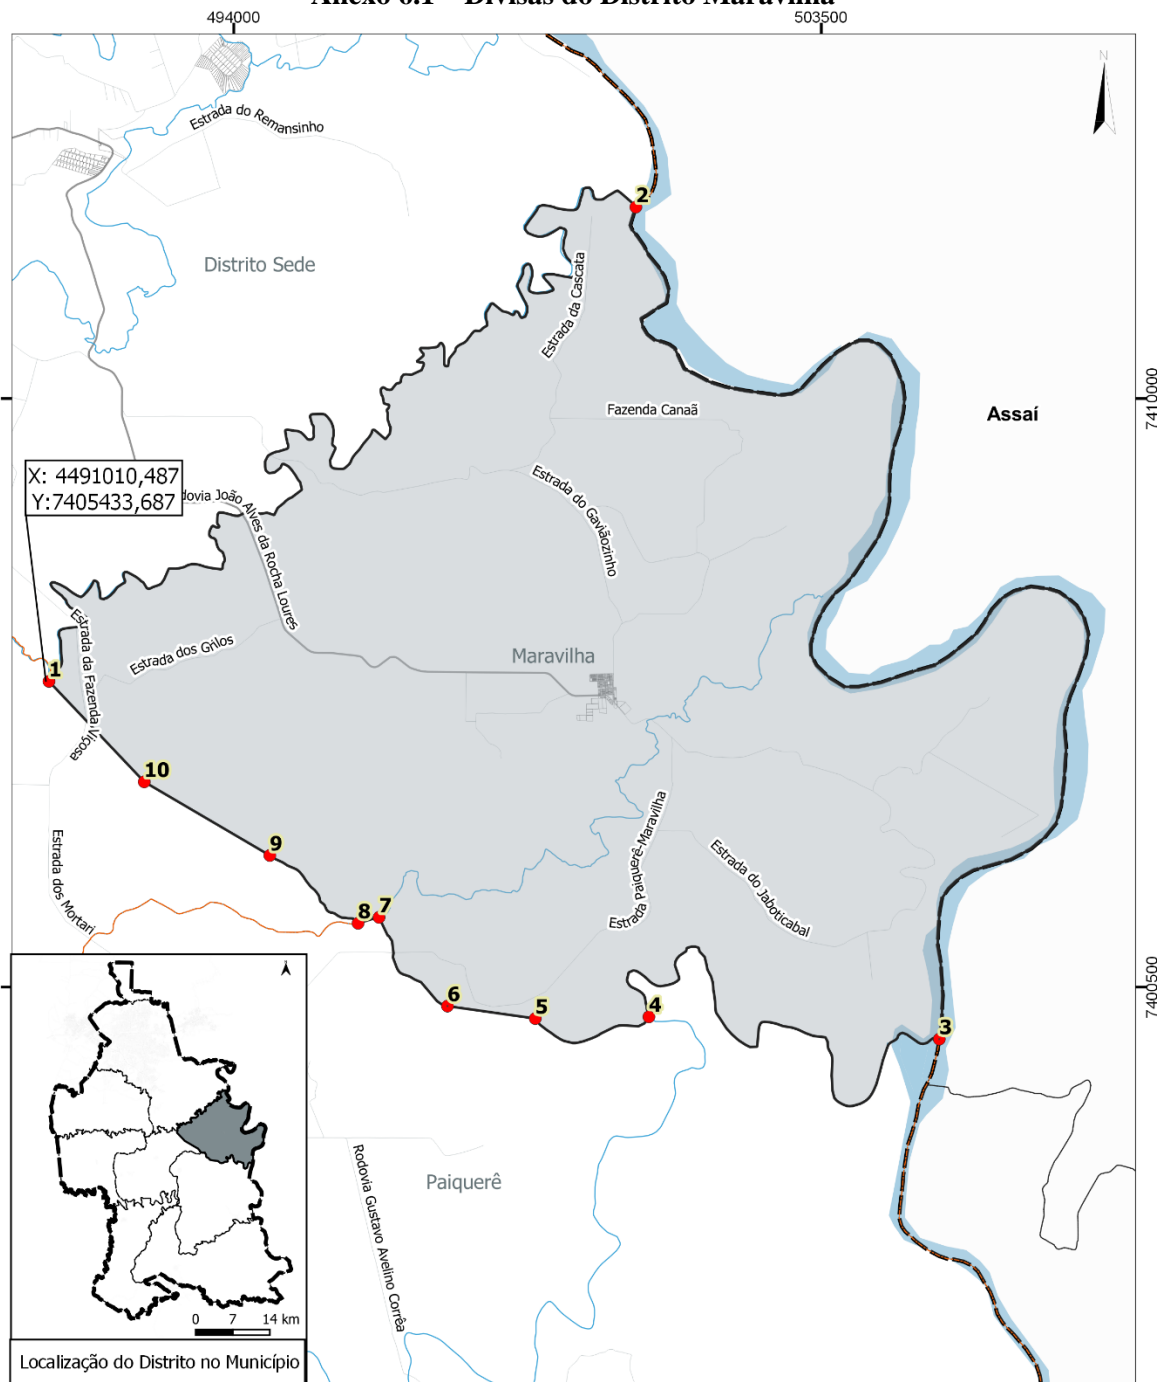 Anexo 6.1 – Divisas do Distrito Maravilha
494000
503500
N
Estrada do Remansinho
2
Distrito Sede
Estrada da Cascata
7410000
Fazenda Canaã
Assaí
X: 4491010,487
Y:7405433,687
dovia João Alves da Rocha Loures
Estrada do Gaviãozinho
Estrada da Fazenda Viçosa
Estrada dos Grilos
Maravilha
1
10
Estrada dos Mortari
9
Estrada Paiquerê-Maravilha
Estrada do Jaboticabal
8
7
6
5
4
3
7400500
Paiquerê
Rodovia Gustavo Avelino Corrêa
0 7 14 km
Localização do Distrito no Município